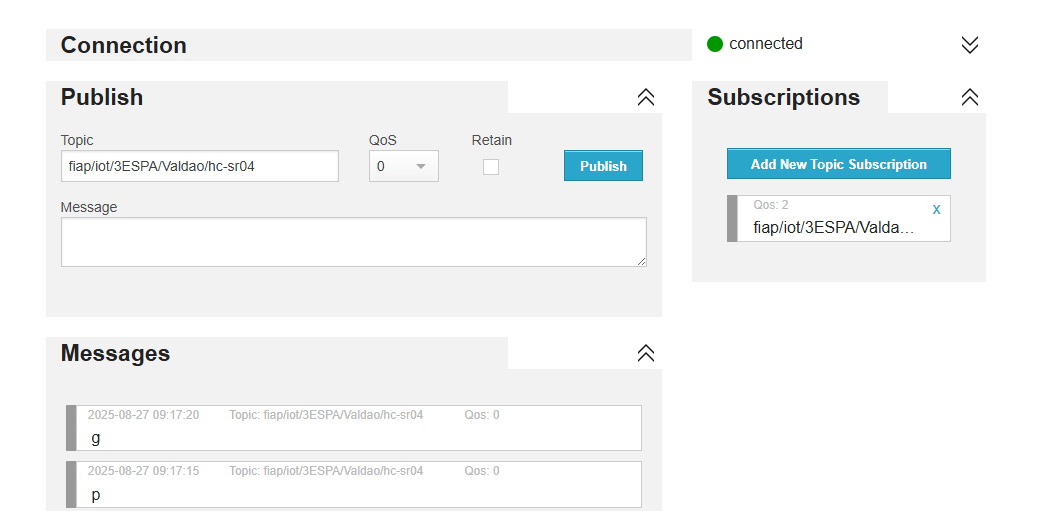 Connection
connected
Publish
Subscriptions
Topic
QoS
Retain
fiap/iot/3ESPA/Valdao/hc-sr04
0
Publish
Add New Topic Subscription
Message
Qos: 2
x
fiap/iot/3ESPA/Valda...
Messages
2025-08-27 09:17:20 Topic: fiap/iot/3ESPA/Valdao/hc-sr04 Qos: 0
g
2025-08-27 09:17:15 Topic: fiap/iot/3ESPA/Valdao/hc-sr04 Qos: 0
p